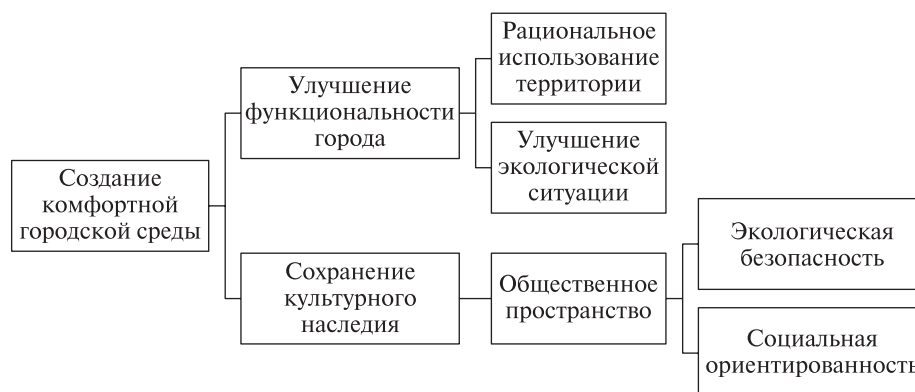 Создание
комфортной
городской среды
Улучшение
функциональности
города
Рациональное
использование
территории
Улучшение
экологической
ситуации
Сохранение
культурного
наследия
Общественное
пространство
Экологическая
безопасность
Социальная
ориентированность